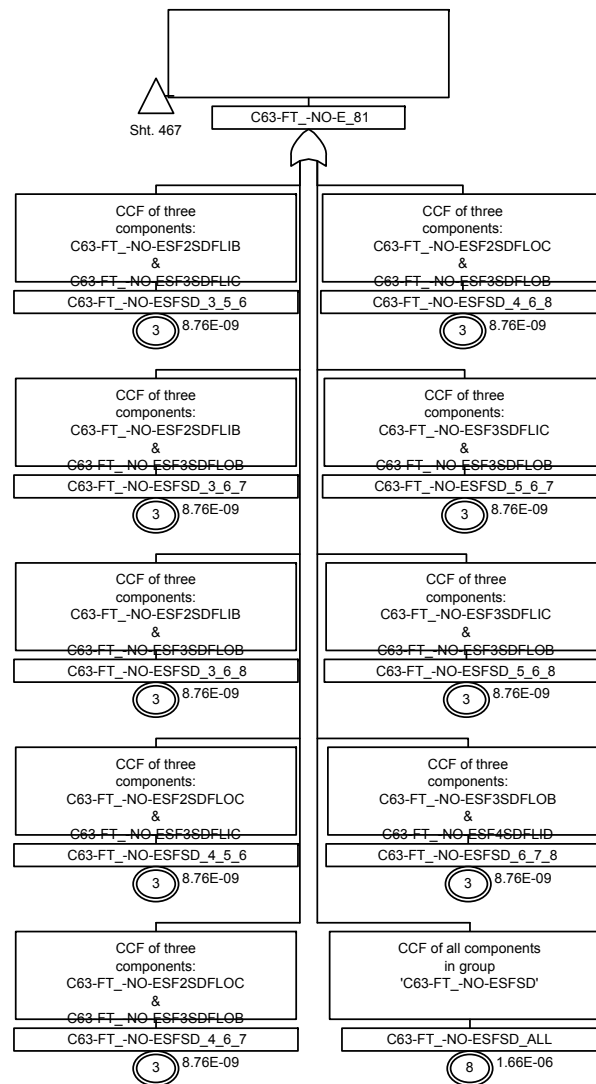 Sht. 467
C63-FT_-NO-E_81
CCF of three
components:
C63-FT_-NO-ESF2SDFLIB
&
C63-FT_-NO-ESF3SDFLIC
C63-FT_-NO-ESFSD_3_5_6
3
8.76E-09
CCF of three
components:
C63-FT_-NO-ESF2SDFLOC
&
C63-FT_-NO-ESF3SDFLOB
C63-FT_-NO-ESFSD_4_6_8
3
8.76E-09
CCF of three
components:
C63-FT_-NO-ESF2SDFLIB
&
C63-FT_-NO-ESF3SDFLOB
C63-FT_-NO-ESFSD_3_6_7
3
8.76E-09
CCF of three
components:
C63-FT_-NO-ESF3SDFLIC
&
C63-FT_-NO-ESF3SDFLOB
C63-FT_-NO-ESFSD_5_6_7
3
8.76E-09
CCF of three
components:
C63-FT_-NO-ESF2SDFLIB
&
C63-FT_-NO-ESF3SDFLOB
C63-FT_-NO-ESFSD_3_6_8
3
8.76E-09
CCF of three
components:
C63-FT_-NO-ESF3SDFLIC
&
C63-FT_-NO-ESF3SDFLOB
C63-FT_-NO-ESFSD_5_6_8
3
8.76E-09
CCF of three
components:
C63-FT_-NO-ESF2SDFLOC
&
C63-FT_-NO-ESF3SDFLIC
C63-FT_-NO-ESFSD_4_5_6
3
8.76E-09
CCF of three
components:
C63-FT_-NO-ESF3SDFLOB
&
C63-FT_-NO-ESF4SDFLID
C63-FT_-NO-ESFSD_6_7_8
3
8.76E-09
CCF of three
components:
C63-FT_-NO-ESF2SDFLOC
&
C63-FT_-NO-ESF3SDFLOB
C63-FT_-NO-ESFSD_4_6_7
3
8.76E-09
CCF of all components
in group
'C63-FT_-NO-ESFSD'
C63-FT_-NO-ESFSD_ALL
8
1.66E-06